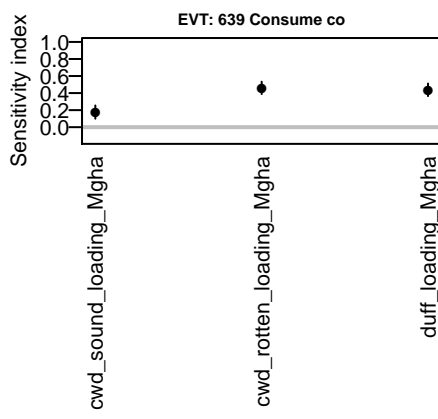 EVT: 639 Consume co
Sensitivity index
1.0
0.8
0.6
0.4
0.2
0.0
cwd_sound_loading_Mgha
cwd_rotten_loading_Mgha
duff_loading_Mgha